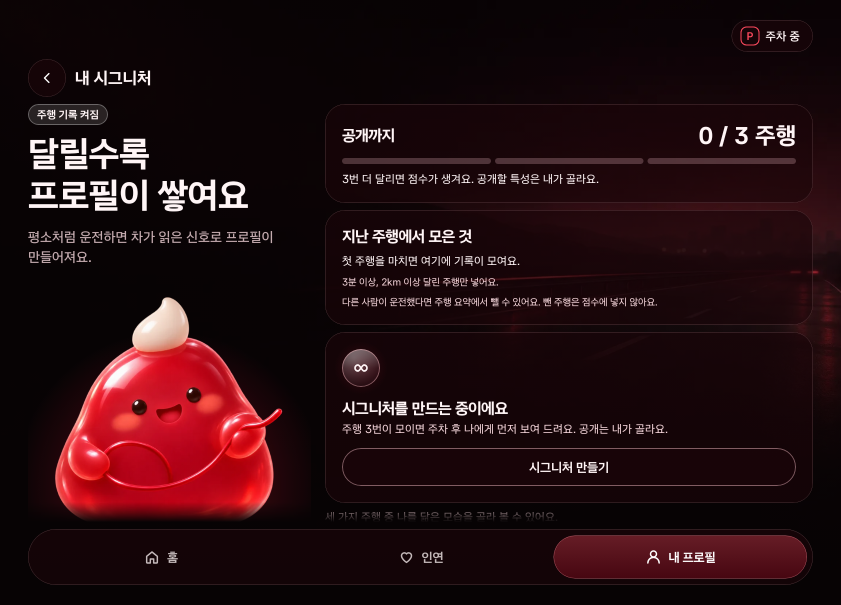 P 주차 중
내 시그니처
주행 기록 켜짐
달릴수록
프로필이 쌓여요
평소처럼 운전하면 차가 읽은 신호로 프로필이
만들어져요.
공개까지
0 / 3 주행
3번 더 달리면 점수가 생겨요. 공개할 특성은 내가 골라요.
지난 주행에서 모은 것
첫 주행을 마치면 여기에 기록이 모여요.
3분 이상, 2km 이상 달린 주행만 넣어요.
다른 사람이 운전했다면 주행 요약에서 뺄 수 있어요. 뺀 주행은 점수에 넣지 않아요.
∞
시그니처를 만드는 중이에요
주행 3번이 모이면 주차 후 나에게 먼저 보여 드려요. 공개는 내가 골라요.
시그니처 만들기
세 가지 주행 중 나를 닮은 모습을 골라 볼 수 있어요.
홈
인연
내 프로필